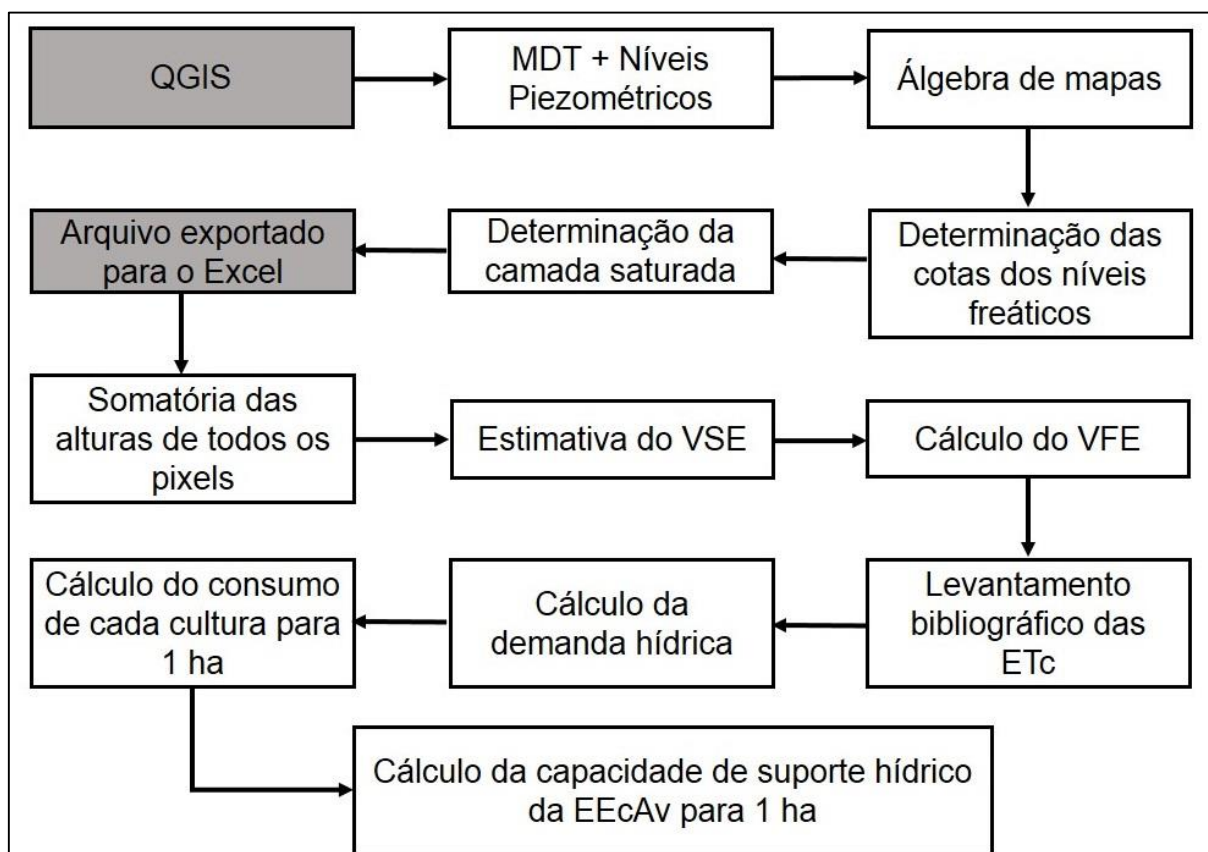 QGIS
MDT + Níveis
Piezométricos
Álgebra de mapas
Determinação das
cotas dos níveis
freáticos
Determinação da
camada saturada
Arquivo exportado
para o Excel
Somatória das
alturas de todos os
pixels
Estimativa do VSE
Cálculo do VFE
Levantamento
bibliográfico das
ETc
Cálculo da
demanda hídrica
Cálculo do consumo
de cada cultura para
1 ha
Cálculo da capacidade de suporte hídrico
da EEcAv para 1 ha